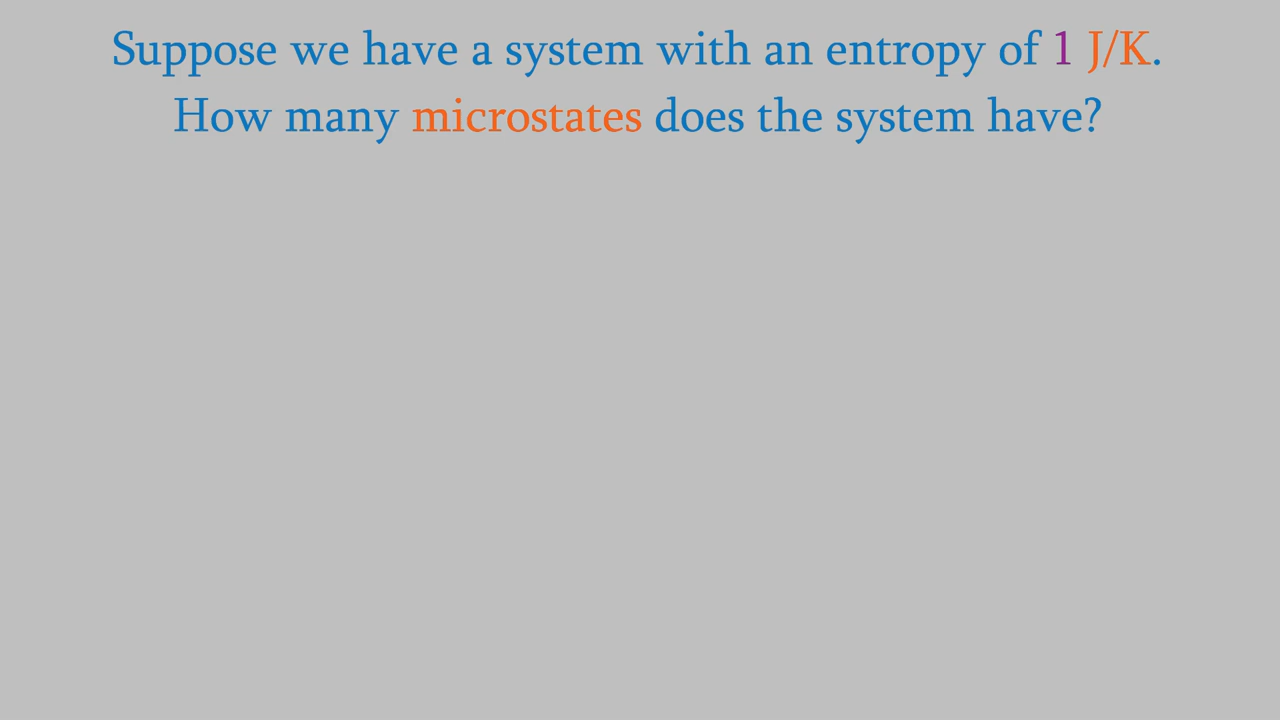 Suppose we have a system with an entropy of 1 J/K.
How many microstates does the system have?